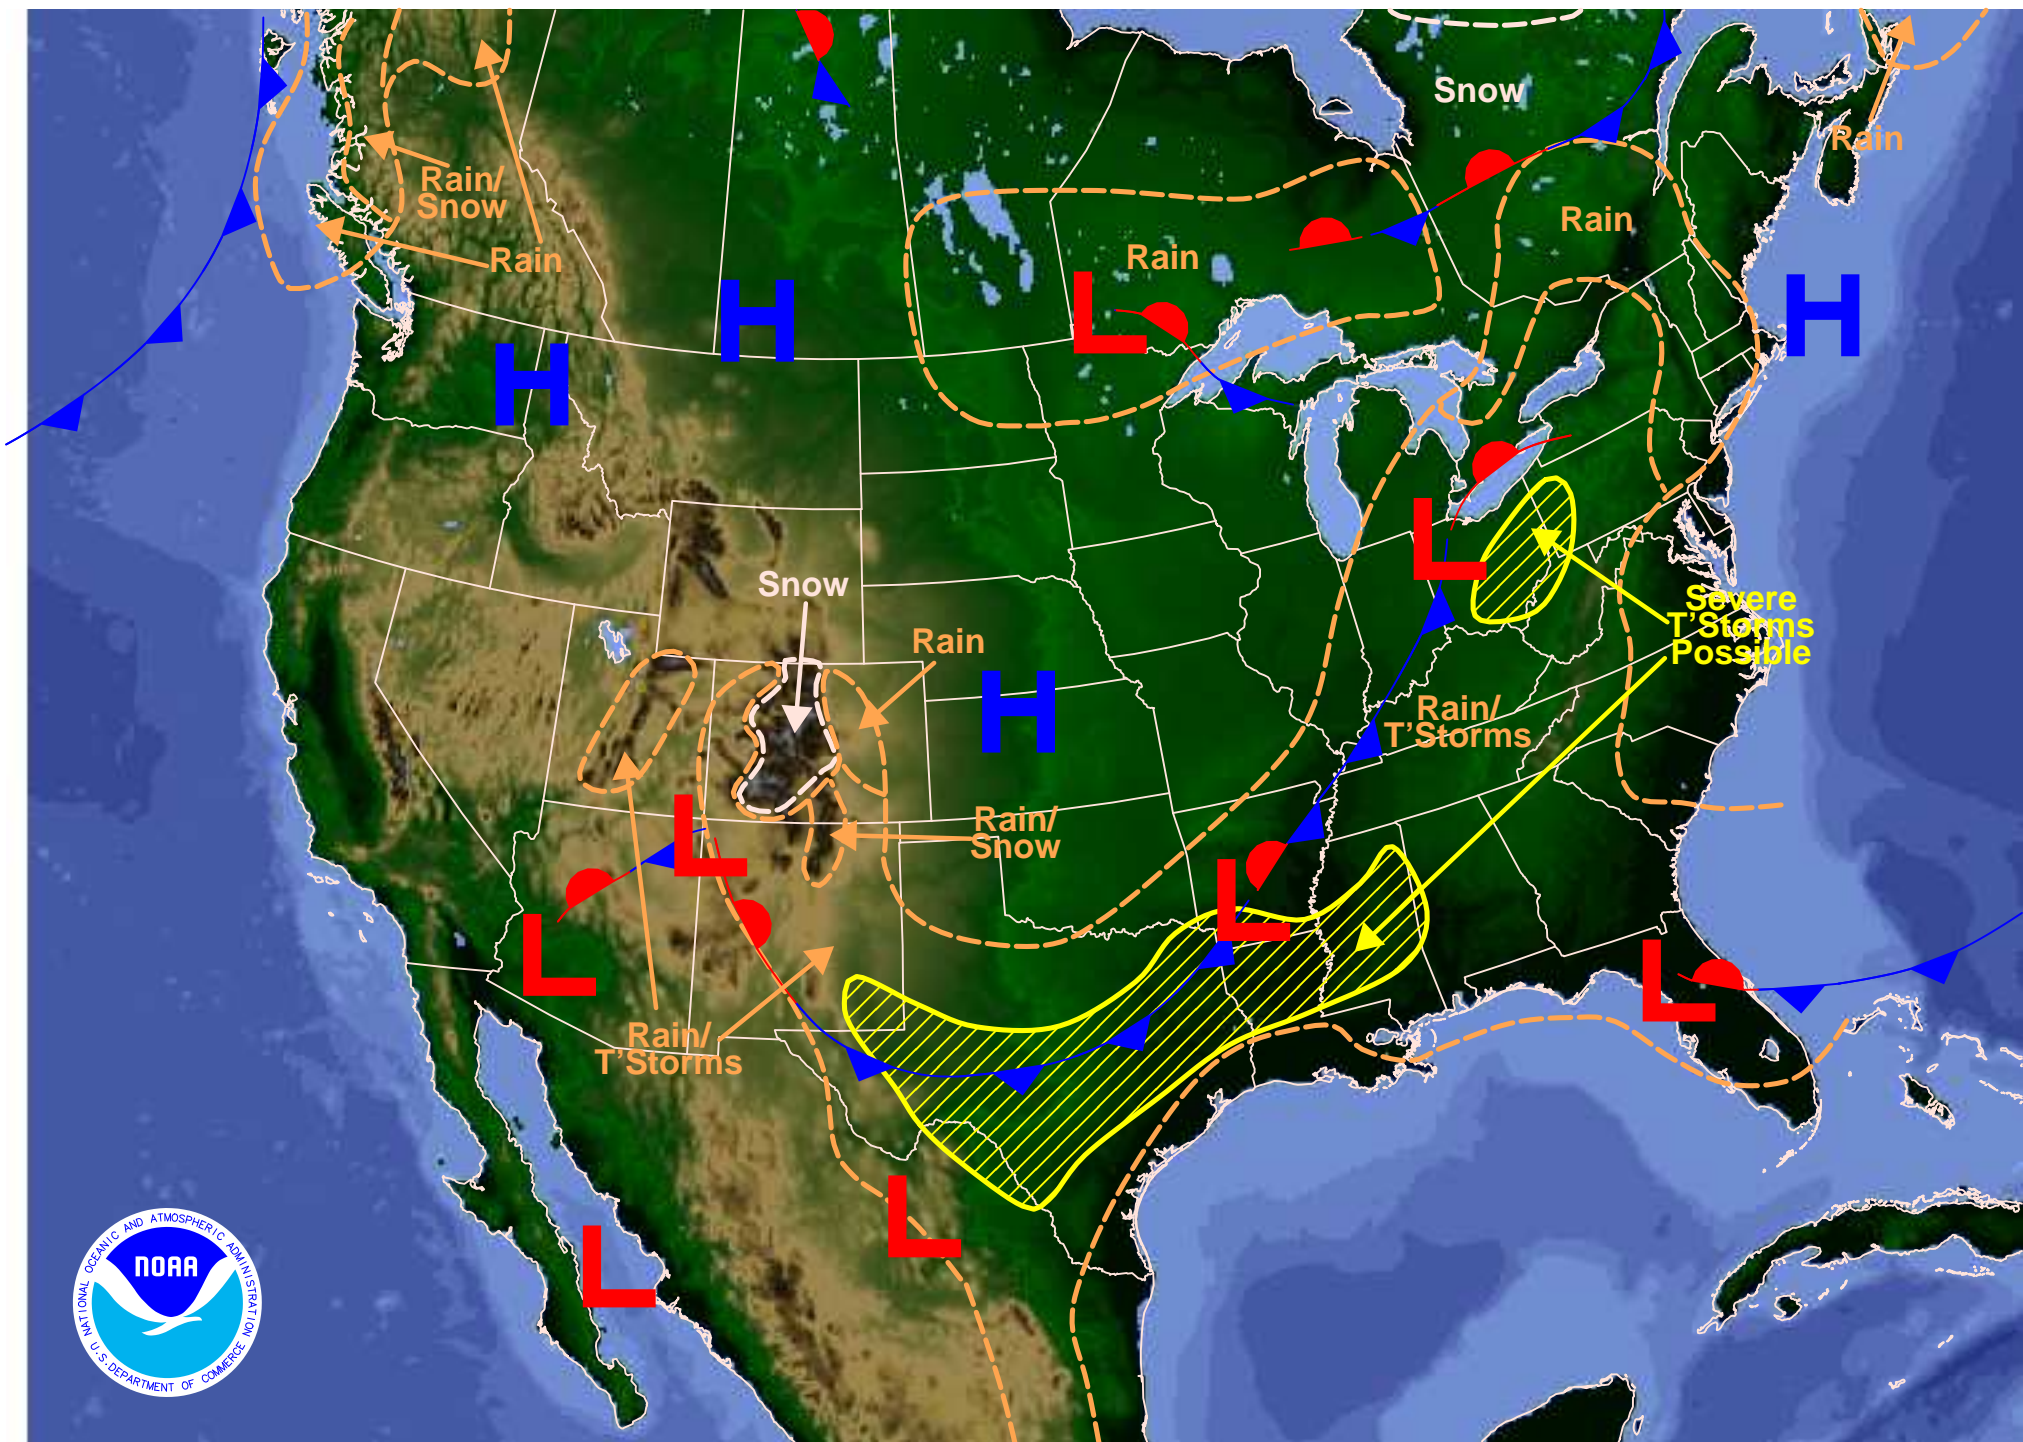 Snow
Rain
Rain/
Snow
Rain
Rain
Rain
H
H
H
L
L
Snow
Rain
Severe
T'Storms
Possible
H
Rain/
T'Storms
Rain/
Snow
L
L
L
L
Rain/
T'Storms
L
L
NATIONAL OCEANIC AND ATMOSPHERIC ADMINISTRATION
NOAA
U.S. DEPARTMENT OF COMMERCE
L